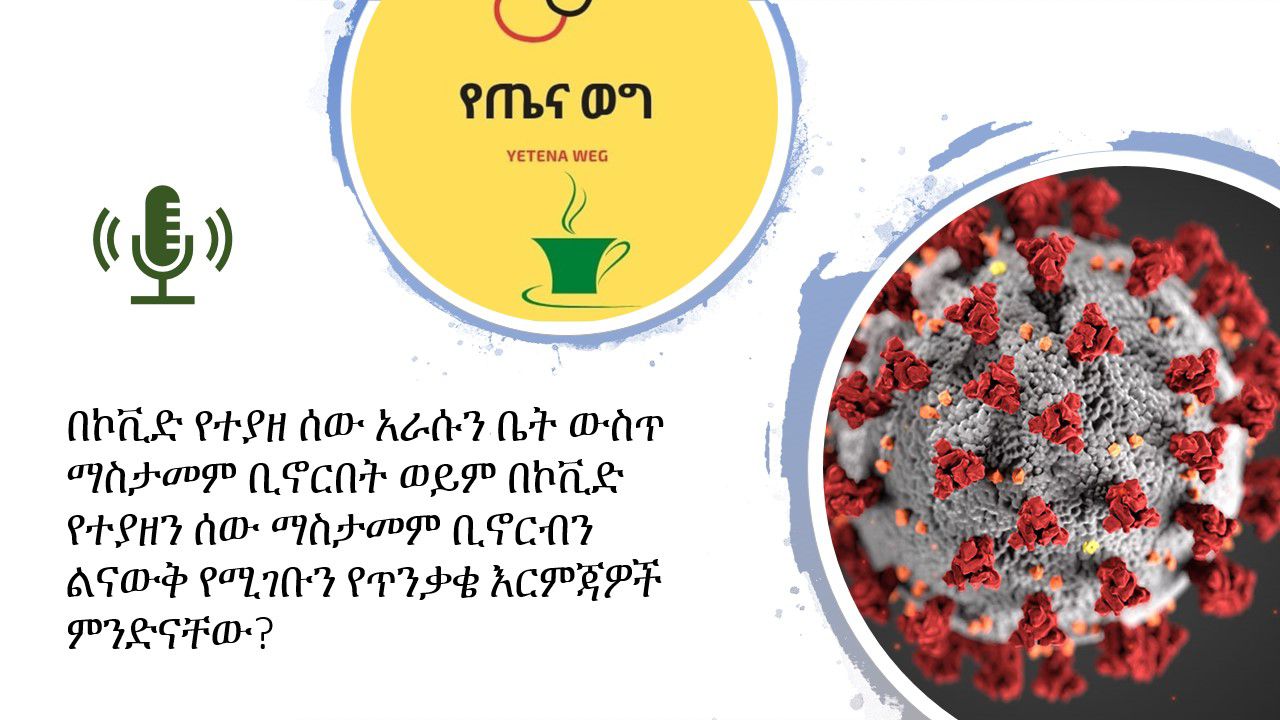 የጤና ወግ
YETENA WEG
በኮቪድ የተያዘ ሰው አራሱን ቤት ውስጥ
ማስታመም ቢኖርበት ወይም በኮቪድ
የተያዘን ሰው ማስታመም ቢኖርብን
ልናውቅ የሚገቡን የጥንቃቄ እርምጃዎች
ምንድናቸው?